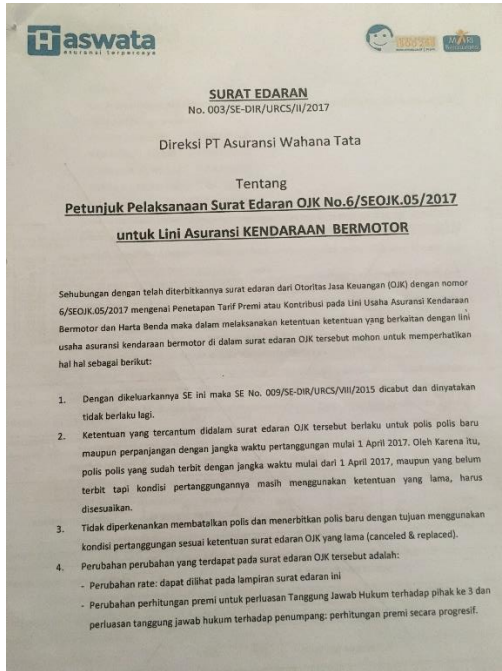 aswata
asuransi terpercaya
SURAT EDARAN
No. 003/SE-DIR/URCS/II/2017
Direksi PT Asuransi Wahana Tata
Tentang
Petunjuk Pelaksanaan Surat Edaran OJK No.6/SEOJK.05/2017
untuk Lini Asuransi KENDARAAN BERMOTOR
Sehubungan dengan telah diterbitkannya surat edaran dari Otoritas Jasa Keuangan (OJK) dengan nomor
6/SEOJK.05/2017 mengenai Penetapan Tarif Premi atau Kontribusi pada Lini Usaha Asuransi Kendaraan
Bermotor dan Harta Benda maka dalam melaksanakan ketentuan ketentuan yang berkaitan dengan lini
usaha asuransi kendaraan bermotor di dalam surat edaran OJK tersebut mohon untuk memperhatikan
hal hal sebagai berikut:
1. Dengan dikeluarkannya SE ini maka SE No. 009/SE-DIR/URCS/VIII/2015 dicabut dan dinyatakan
tidak berlaku lagi.
2. Ketentuan yang tercantum didalam surat edaran OJK tersebut berlaku untuk polis polis baru
maupun perpanjangan dengan jangka waktu pertanggungan mulai 1 April 2017. Oleh Karena itu,
polis polis yang sudah terbit dengan jangka waktu mulai dari 1 April 2017, maupun yang belum
terbit tapi kondisi pertanggungannya masih menggunakan ketentuan yang lama, harus
disesuaikan.
3. Tidak diperkenankan membatalkan polis dan menerbitkan polis baru dengan tujuan menggunakan
kondisi pertanggungan sesuai ketentuan surat edaran OJK yang lama (canceled & replaced).
4. Perubahan perubahan yang terdapat pada surat edaran OJK tersebut adalah:
- Perubahan rate: dapat dilihat pada lampiran surat edaran ini
- Perubahan perhitungan premi untuk perluasan Tanggung Jawab Hukum terhadap pihak ke 3 dan
perluasan tanggung jawab hukum terhadap penumpang: perhitungan premi secara progresif.